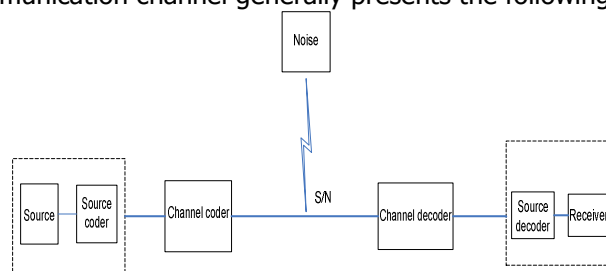 munication channel generally presents the following
Noise
S/N
Source
Source
coder
Channel coder
Channel decoder
Source
decoder
Receiver